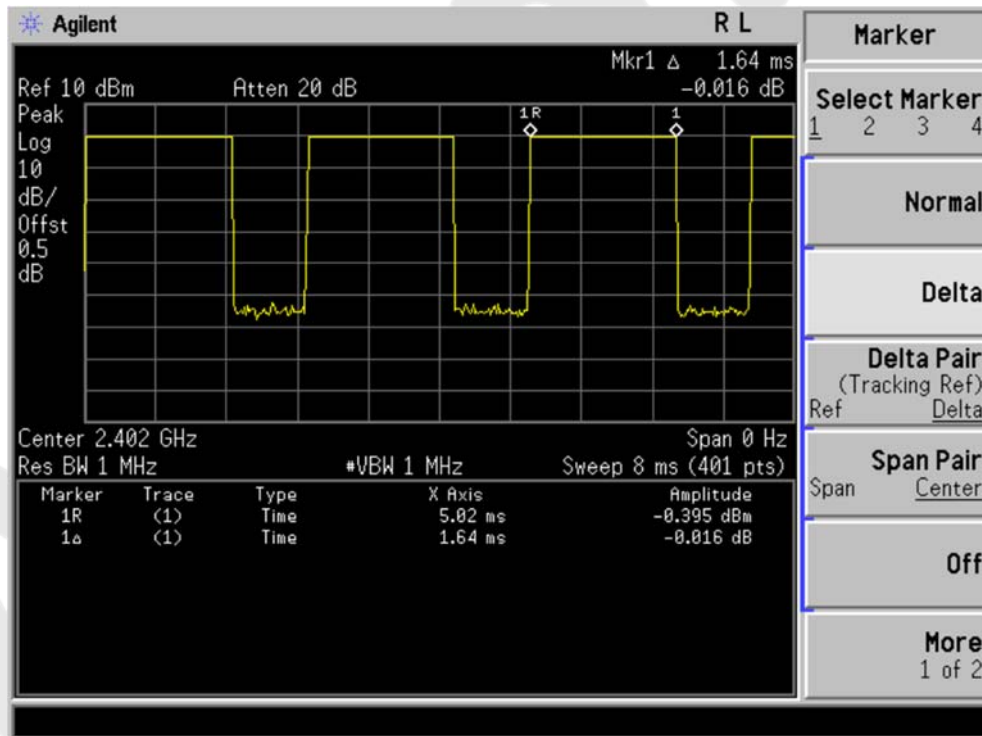 Agilent
R L
Mkr1 Δ 1.64 ms
Ref 10 dBm Atten 20 dB -0.016 dB
Peak
Log
10
dB/
Offst
0.5
dB
1R 1
Center 2.402 GHz Span 0 Hz
Res BW 1 MHz #VBW 1 MHz Sweep 8 ms (401 pts)
Marker Trace Type X Axis Amplitude
1R (1) Time 5.02 ms -0.395 dBm
1Δ (1) Time 1.64 ms -0.016 dB
Marker
Select Marker
1 2 3 4
Normal
Delta
Delta Pair
(Tracking Ref)
Ref Delta
Span Pair
Span Center
Off
More
1 of 2